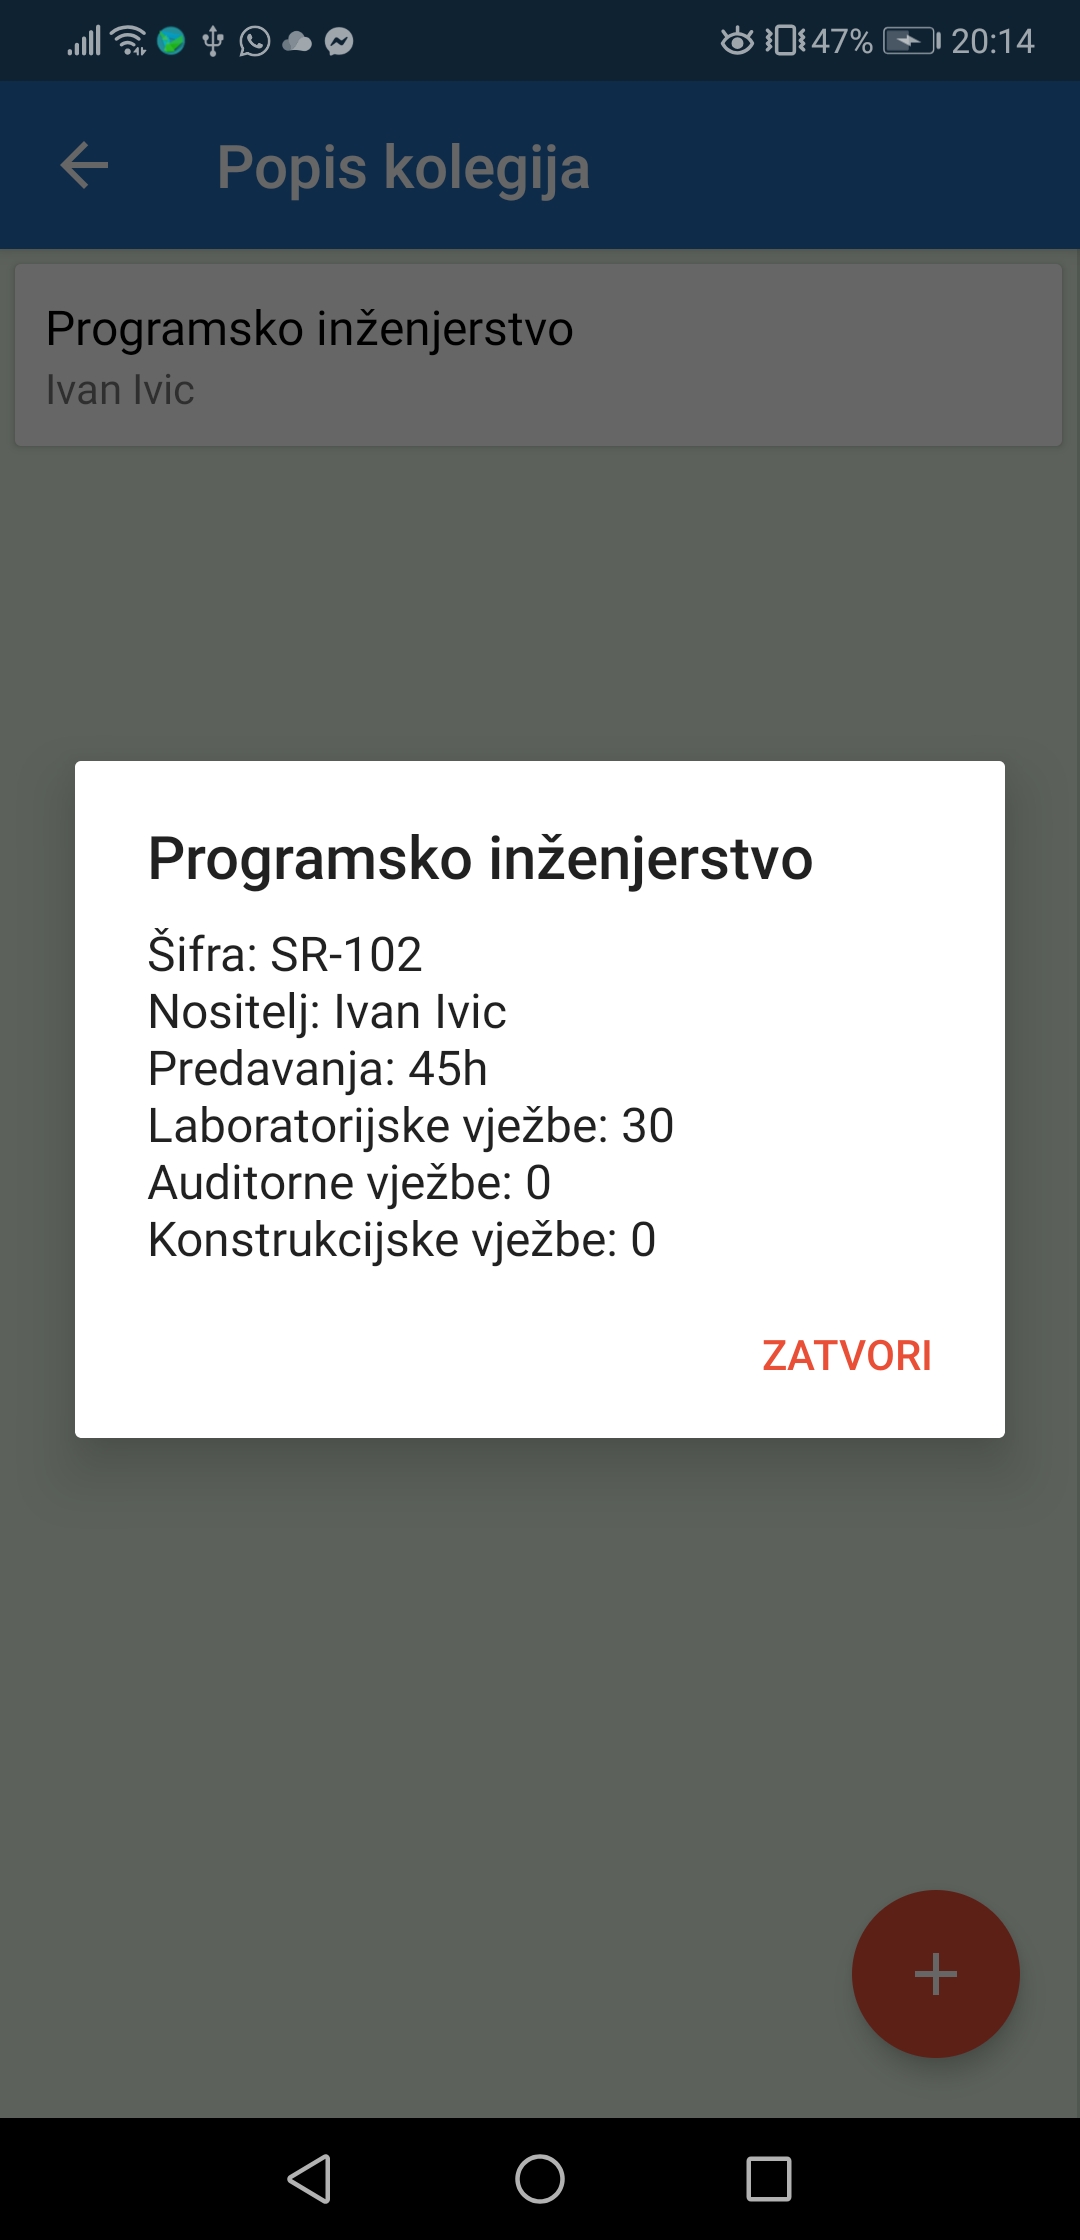 47% 20:14
Popis kolegija
Programsko inženjerstvo
Ivan Ivic
Programsko inženjerstvo
Šifra: SR-102
Nositelj: Ivan Ivic
Predavanja: 45h
Laboratorijske vježbe: 30
Auditorne vježbe: 0
Konstrukcijske vježbe: 0
ZATVORI